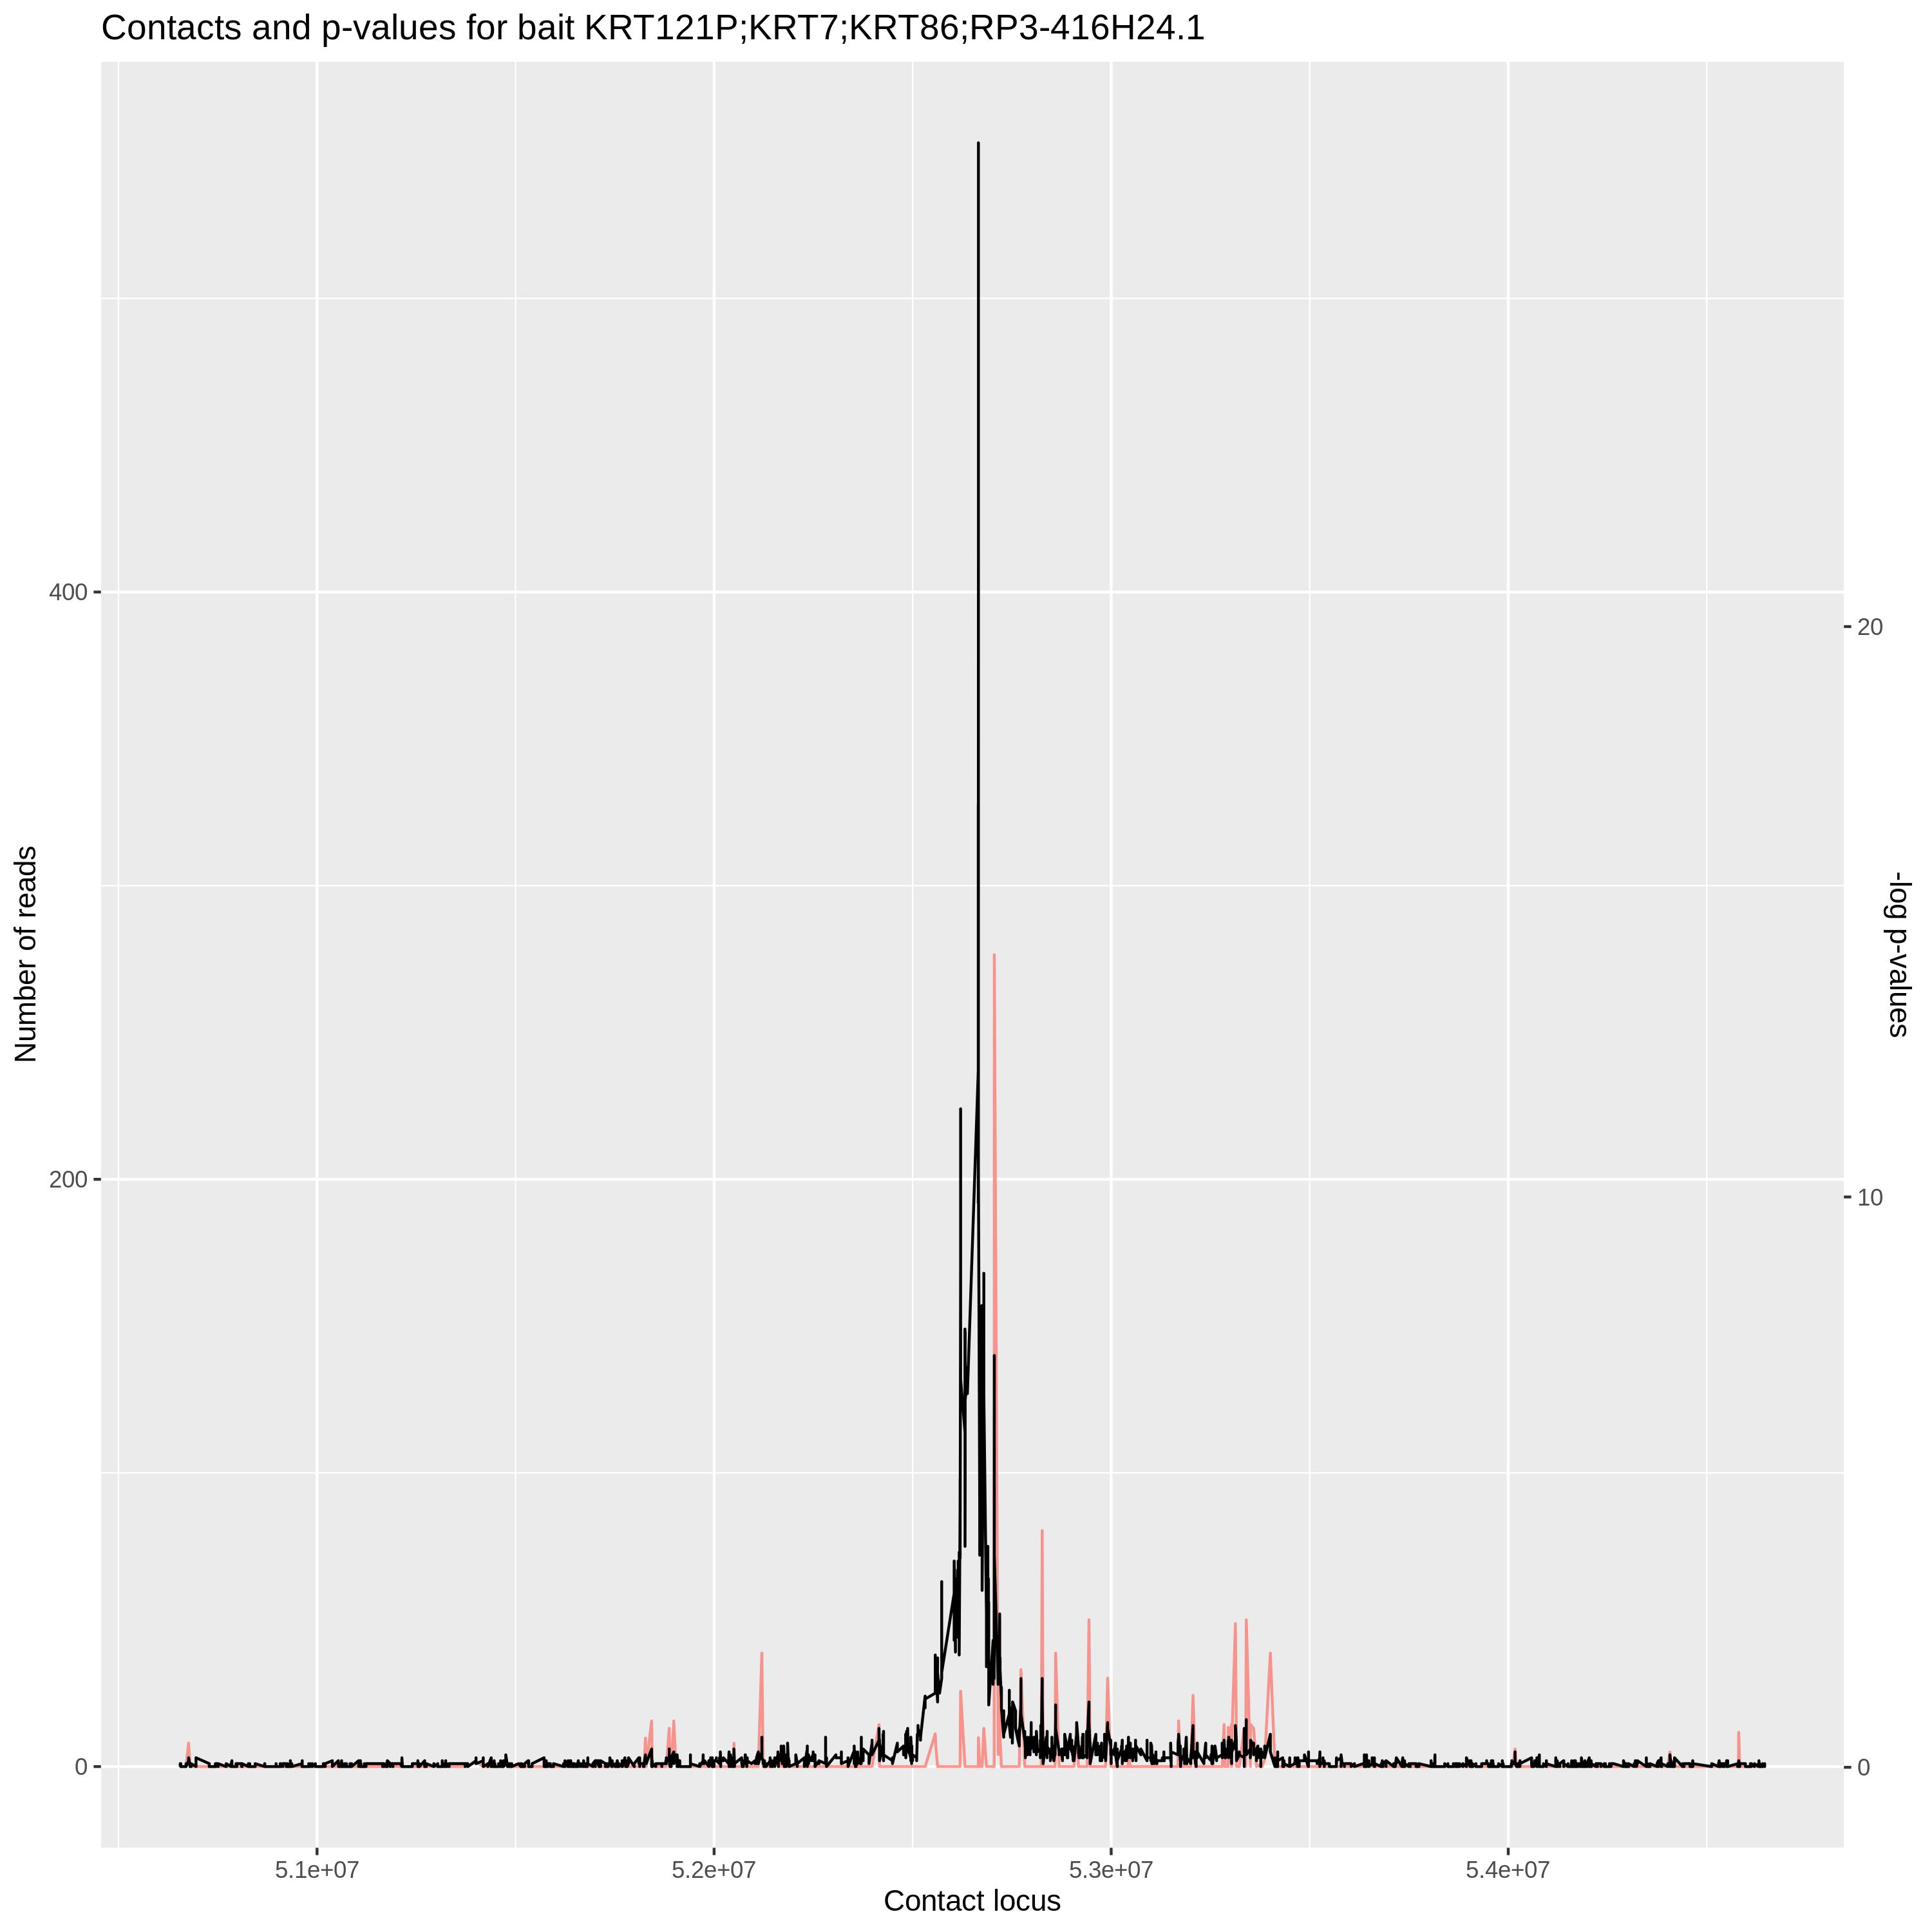 Contacts and p-values for bait KRT121P;KRT7;KRT86;RP3-416H24.1
400
200
0
Number of reads
20
10
0
-log p-values
5.1e+07
5.2e+07
5.3e+07
5.4e+07
Contact locus